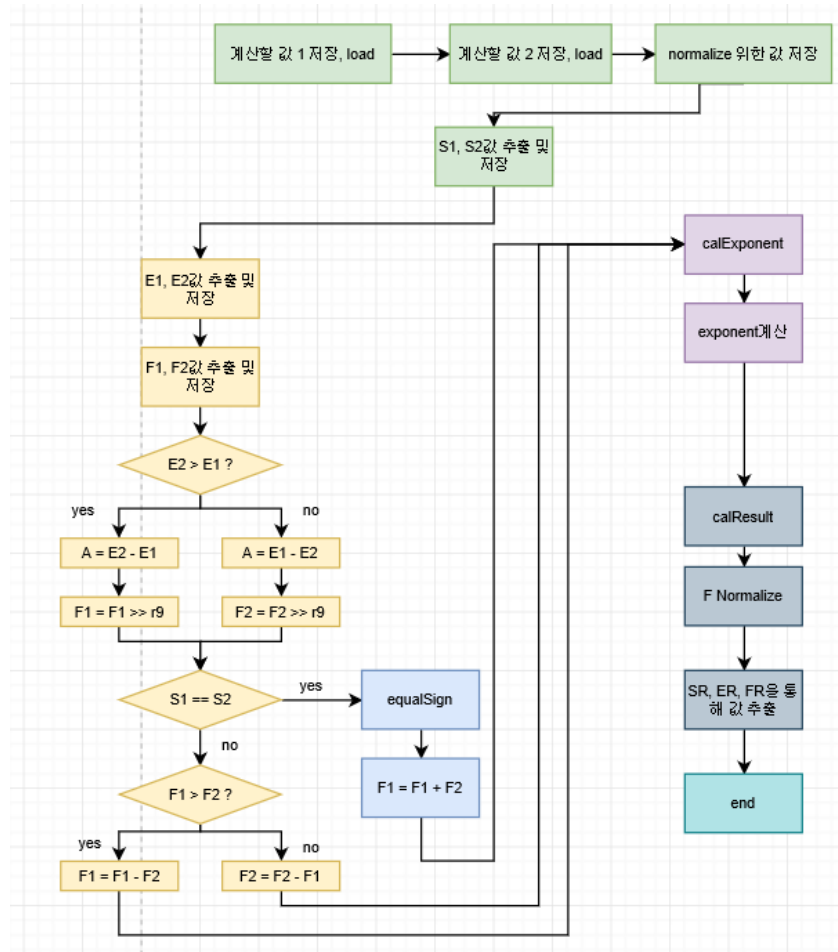 계산할 값 1 저장, load
계산할 값 2 저장, load
normalize 위한 값 저장
S1, S2값 추출 및
저장
E1, E2값 추출 및
저장
F1, F2값 추출 및
저장
E2 > E1 ?
yes
no
A = E2 - E1
A = E1 - E2
F1 = F1 >> r9
F2 = F2 >> r9
S1 == S2
yes
no
equalSign
F1 = F1 + F2
F1 > F2 ?
yes
no
F1 = F1 - F2
F2 = F2 - F1
calExponent
exponent계산
calResult
F Normalize
SR, ER, FR을 통
해 값 추출
end